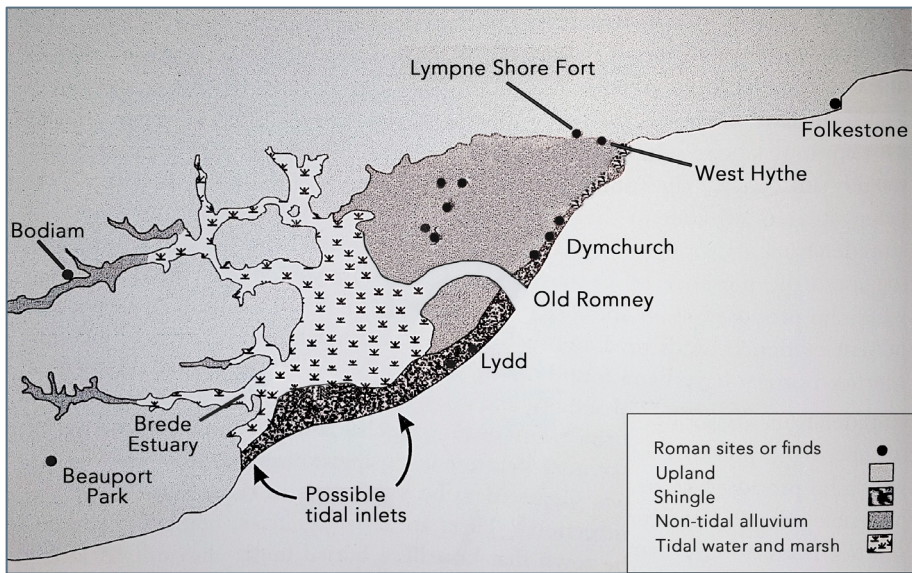 Lympne Shore Fort
Folkestone
West Hythe
Bodiam
Dymchurch
Old Romney
Lydd
Brede
Estuary
Beauport
Park
Possible
tidal inlets
Roman sites or finds
Upland
Shingle
Non-tidal alluvium
Tidal water and marsh